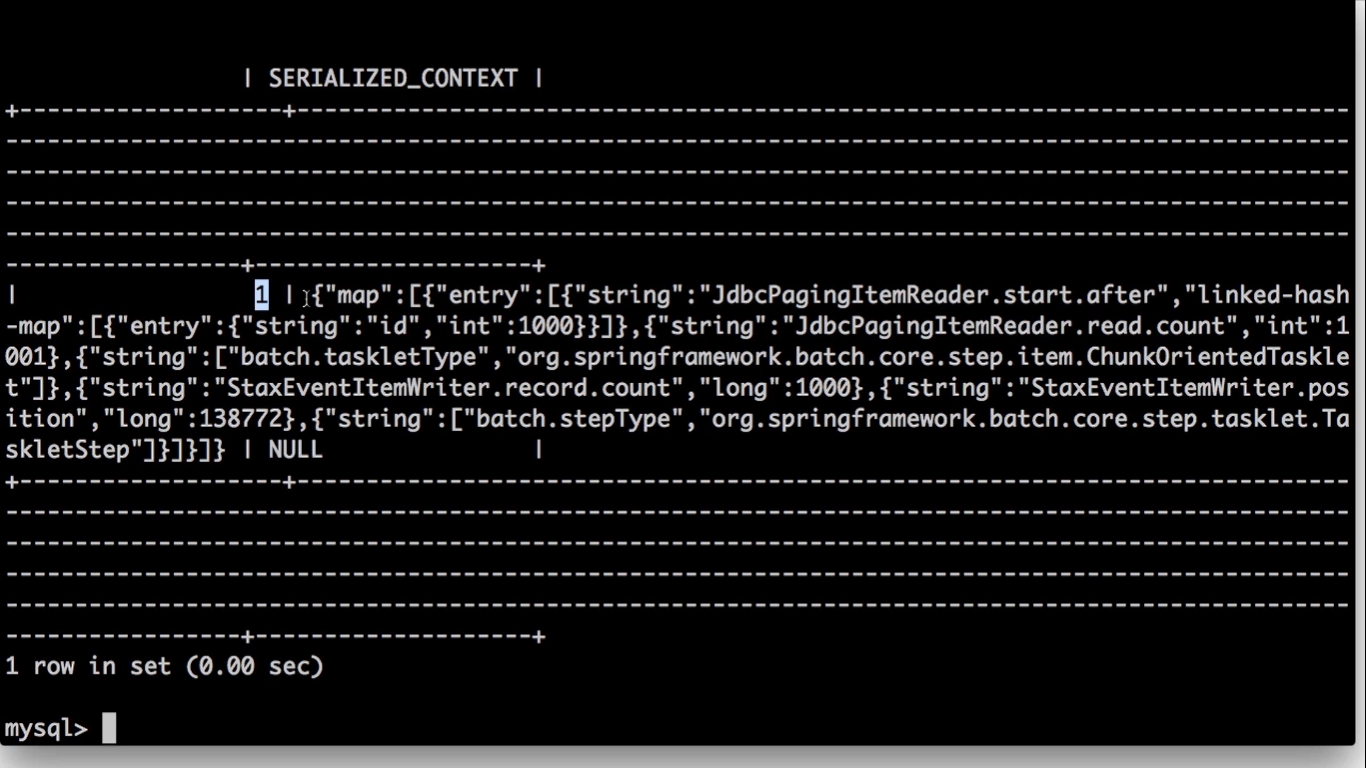 | SERIALIZED_CONTEXT |
+-------------------+-----------------------------------------------------------------------------
-------------------------------------------------------------------------------------------------
-------------------------------------------------------------------------------------------------
-------------------------------------------------------------------------------------------------
-------------------------------------------------------------------------------------------------
-----------------+--------------------+
|                 1 | {"map":[{"entry":[{"string":"JdbcPagingItemReader.start.after","linked-hash
-map":[{"entry":{"string":"id","int":1000}}]},{"string":"JdbcPagingItemReader.read.count","int":1
001},{"string":["batch.taskletType","org.springframework.batch.core.step.item.ChunkOrientedTaskle
t"]},{"string":"StaxEventItemWriter.record.count","long":1000},{"string":"StaxEventItemWriter.pos
ition","long":138772},{"string":["batch.stepType","org.springframework.batch.core.step.tasklet.Ta
skletStep"]}]}]} | NULL               |
+-------------------+-----------------------------------------------------------------------------
-------------------------------------------------------------------------------------------------
-------------------------------------------------------------------------------------------------
-------------------------------------------------------------------------------------------------
-------------------------------------------------------------------------------------------------
-----------------+--------------------+
1 row in set (0.00 sec)
mysql>